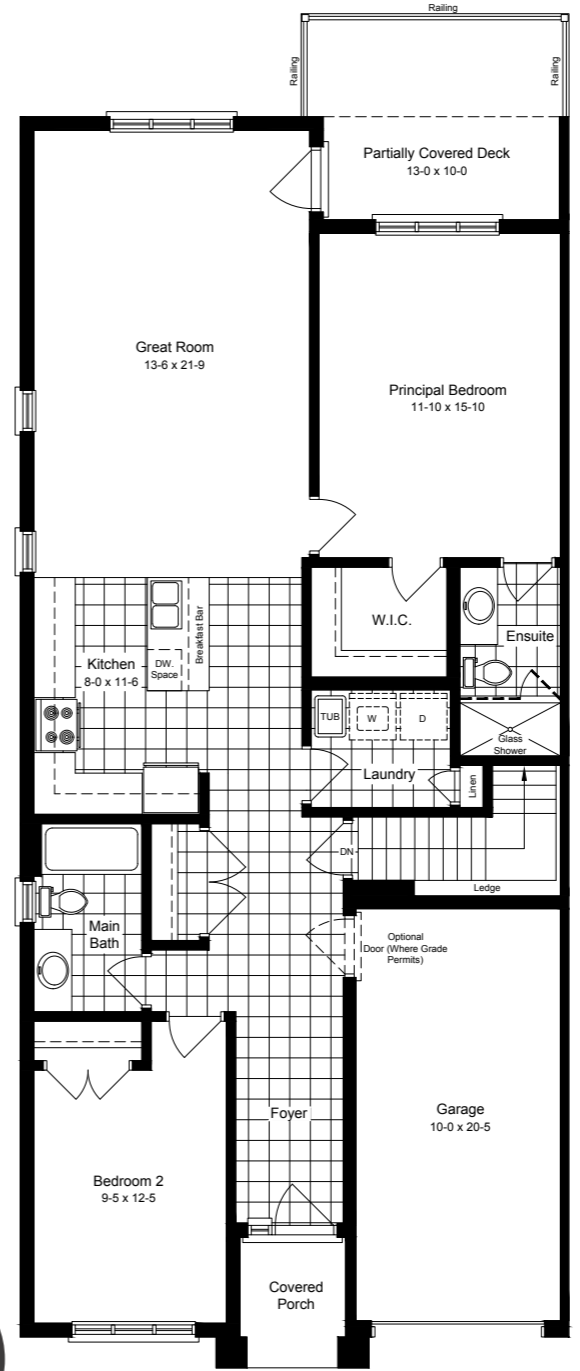 Railing
Railing
Railing
Partially Covered Deck
13-0 x 10-0
Great Room
13-6 x 21-9
Principal Bedroom
11-10 x 15-10
W.I.C.
Ensuite
Kitchen
8-0 x 11-6
DW.
Space
Breakfast Bar
TUB
W
D
Glass
Shower
Laundry
Linen
DN
Ledge
Main
Bath
Optional
Door (Where Grade
Permits)
Foyer
Garage
10-0 x 20-5
Bedroom 2
9-5 x 12-5
Covered
Porch